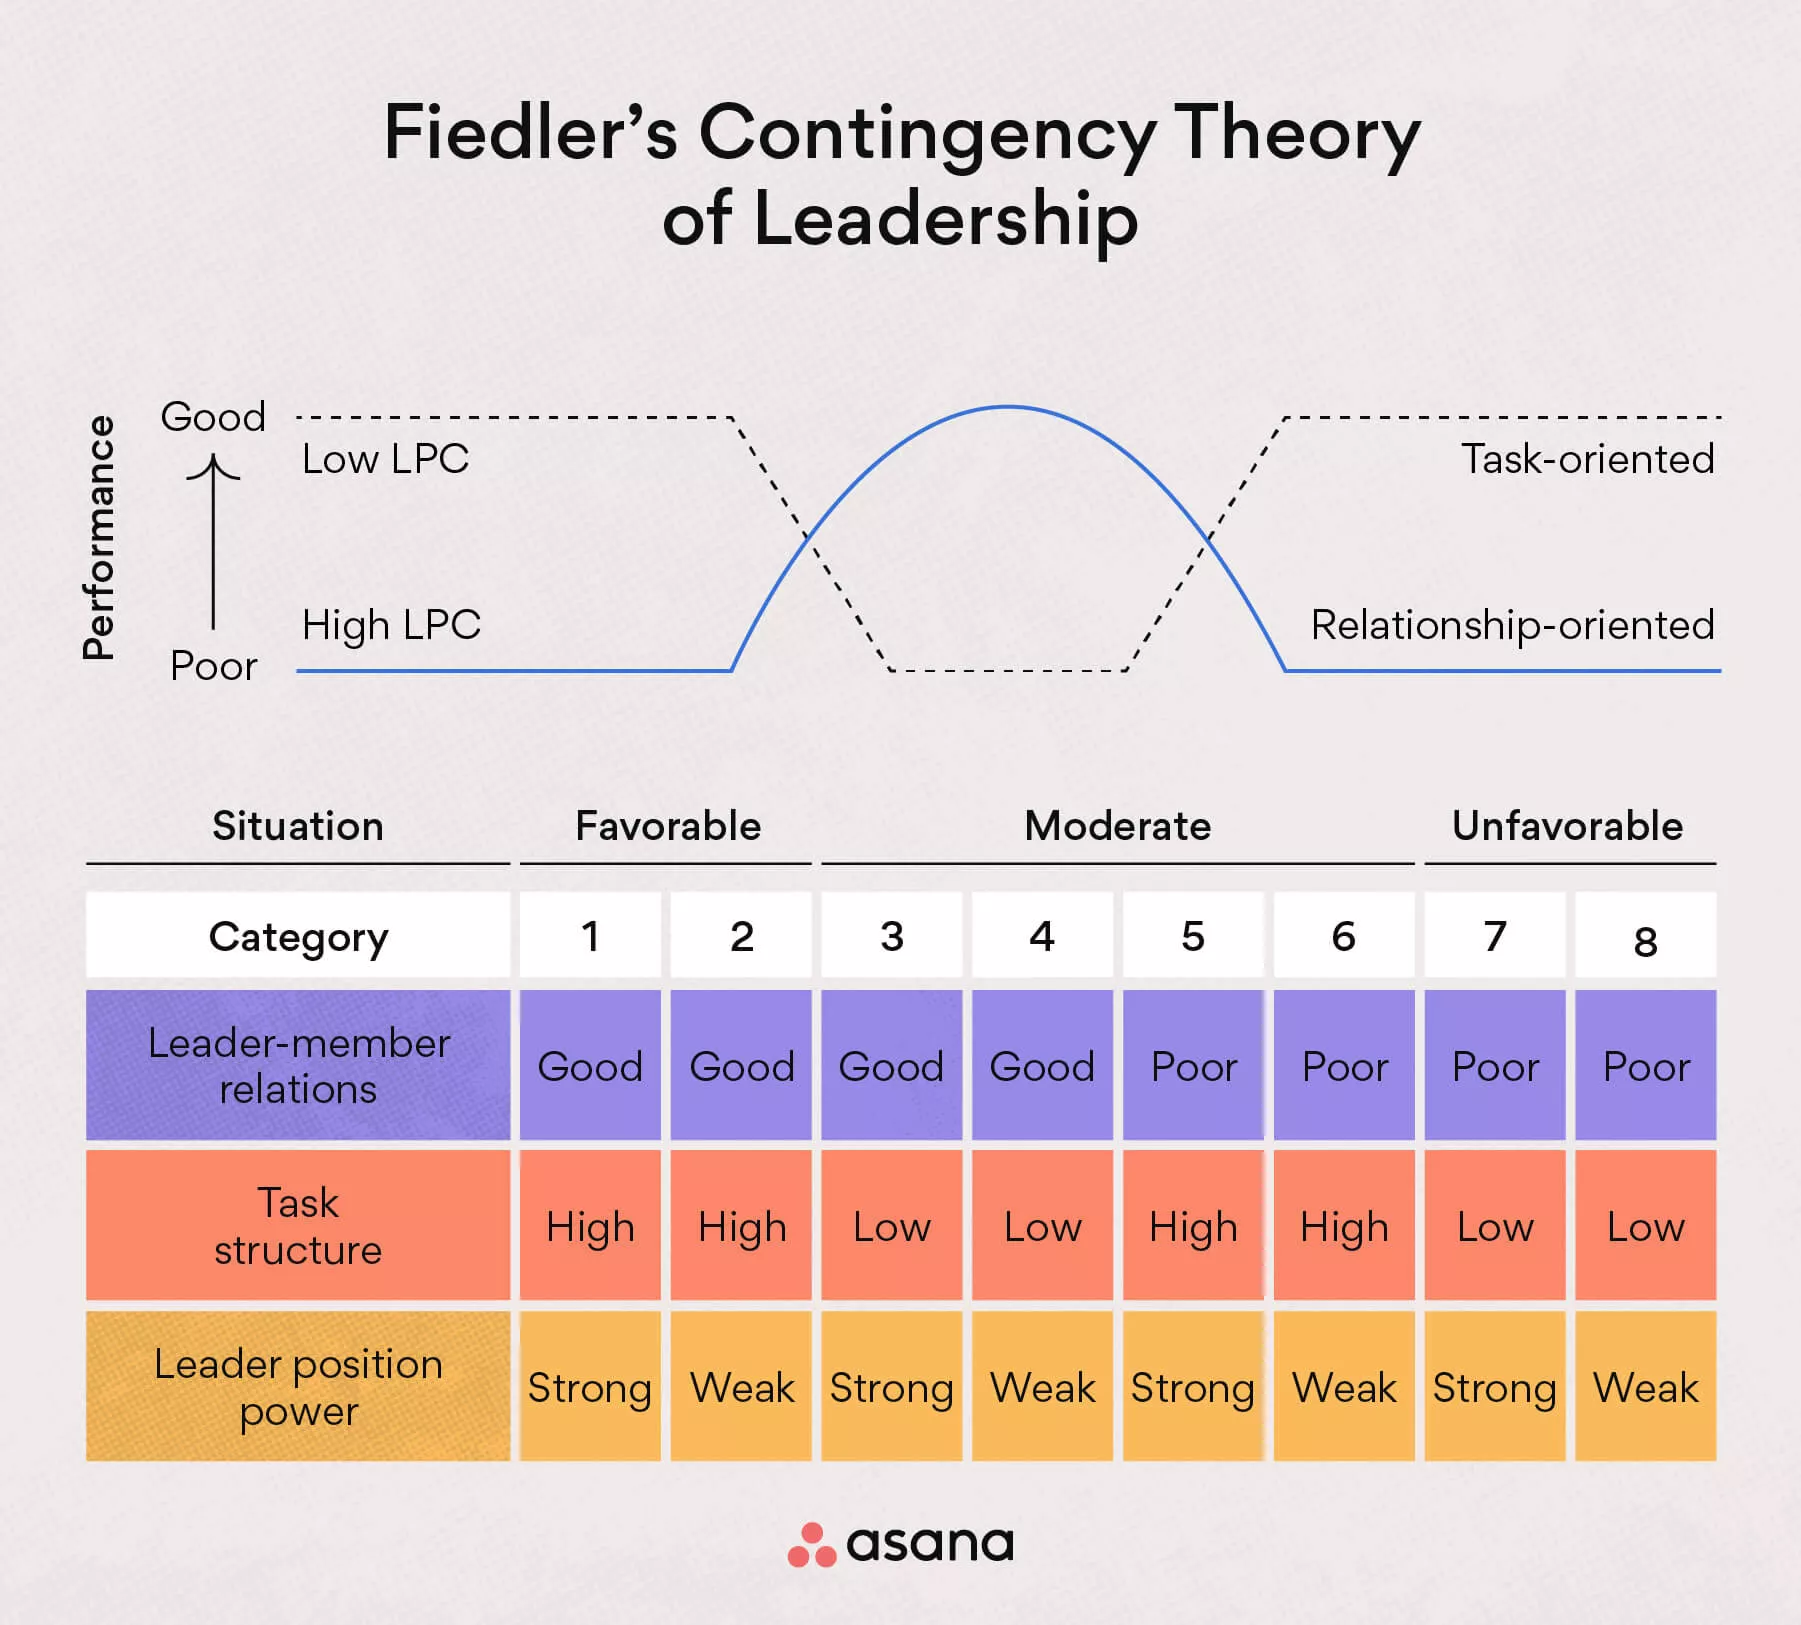 Fiedler’s Contingency Theory
of Leadership
Performance
Good
Poor
Low LPC
Task-oriented
High LPC
Relationship-oriented
Situation Favorable Moderate Unfavorable
Category 1 2 3 4 5 6 7 8
Leader-member
relations
Good Good Good Good Poor Poor Poor Poor
Task
structure
High High Low Low High High Low Low
Leader position
power
Strong Weak Strong Weak Strong Weak Strong Weak
asana